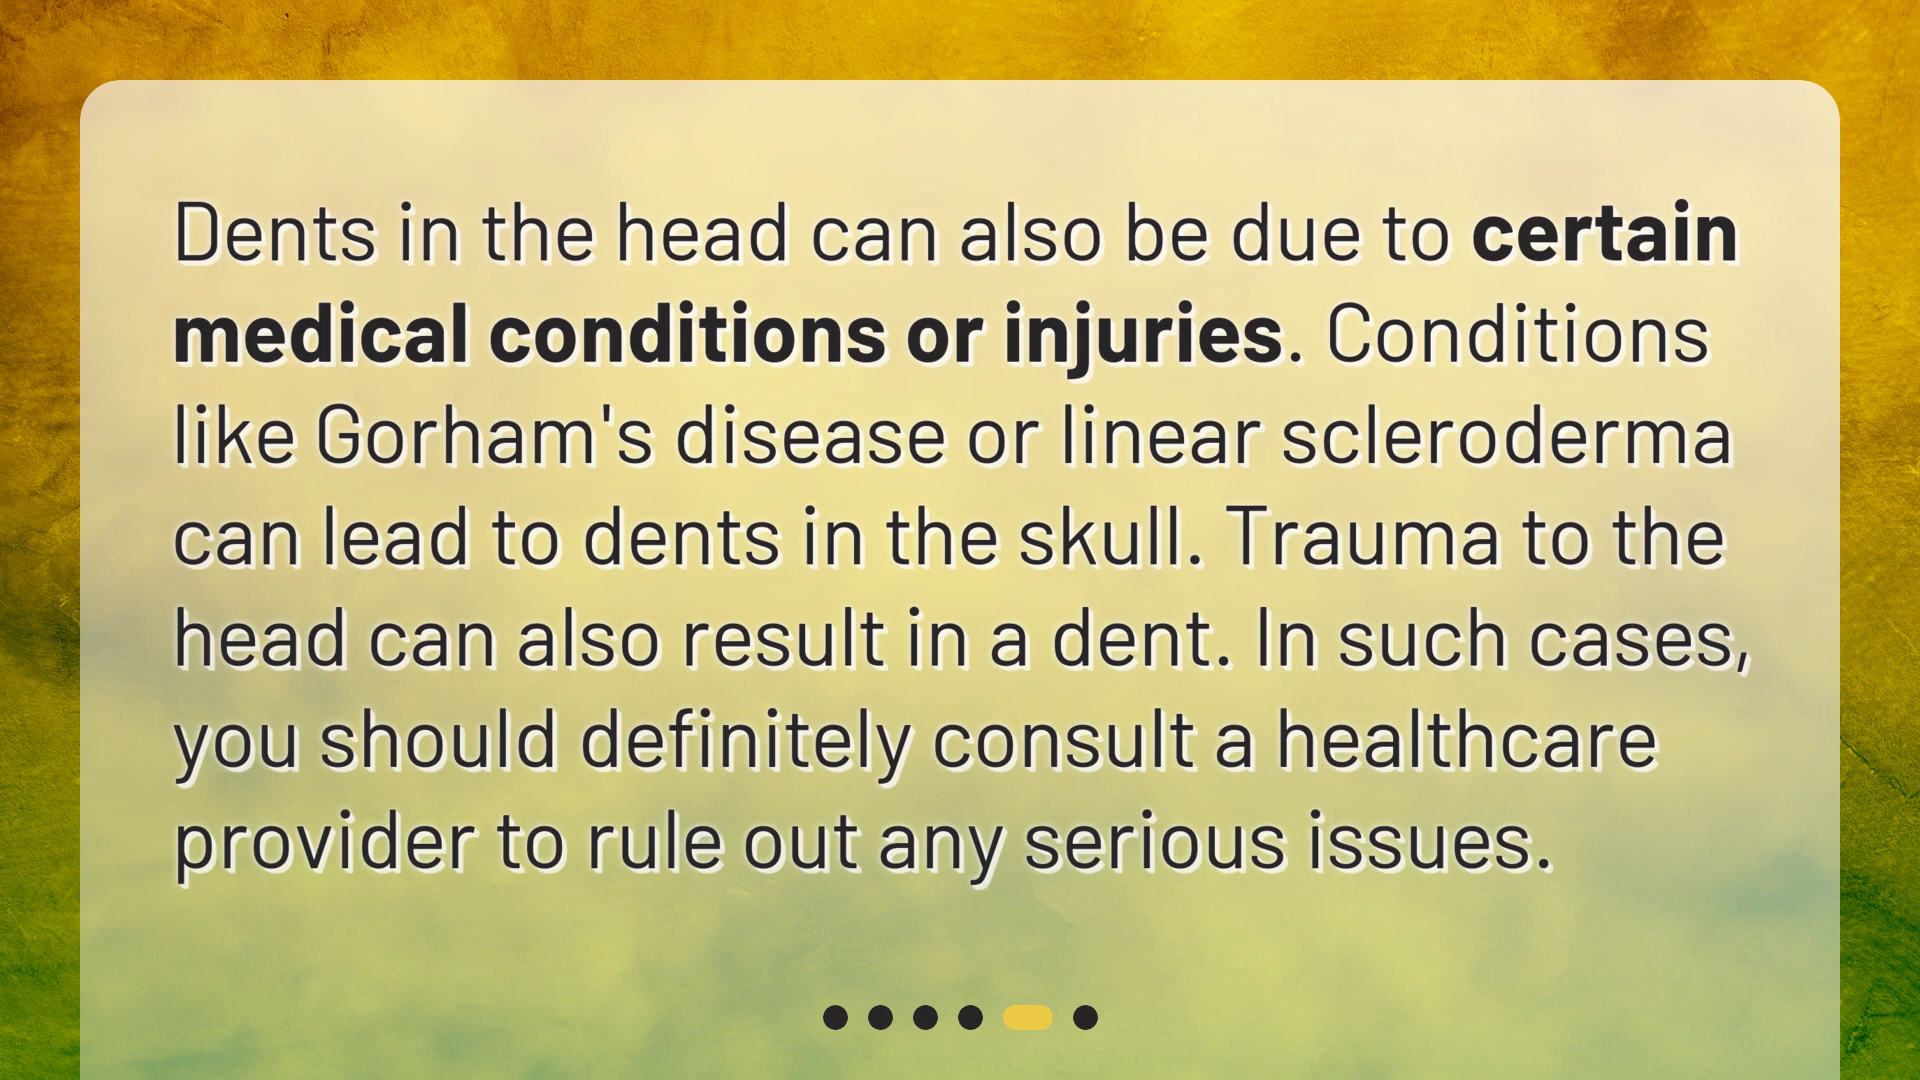 Dents in the head can also be due to certain
medical conditions or injuries. Conditions
like Gorham's disease or linear scleroderma
can lead to dents in the skull. Trauma to the
head can also result in a dent. In such cases,
you should definitely consult a healthcare
provider to rule out any serious issues.